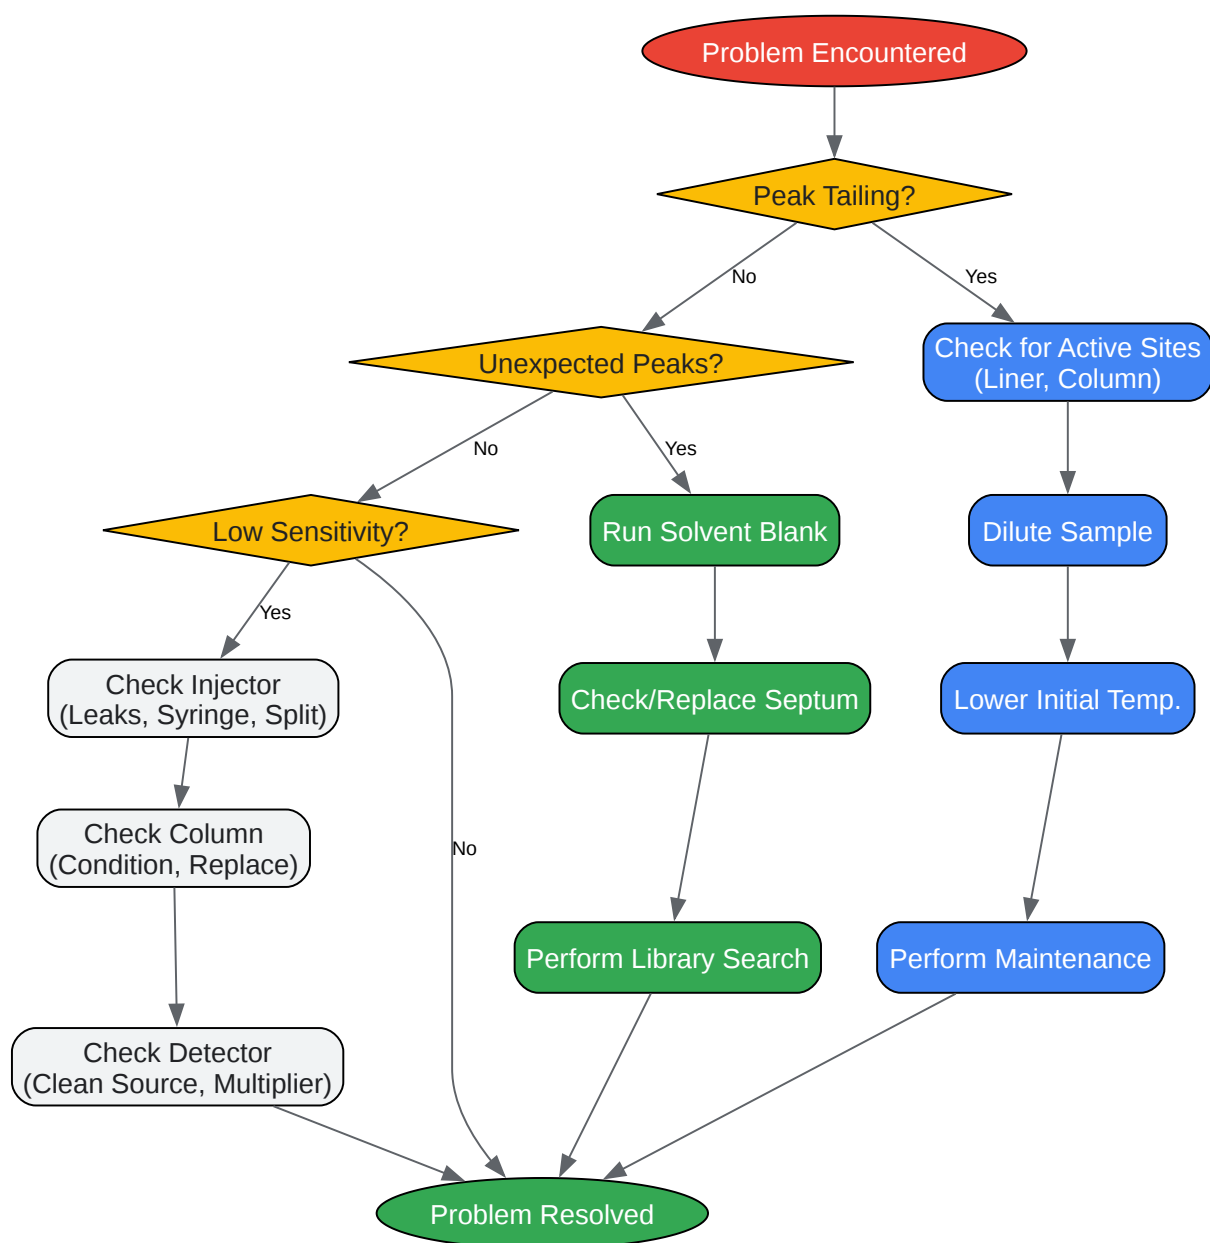 Problem Encountered
Peak Tailing?
No
Yes
Unexpected Peaks?
Check for Active Sites
(Liner, Column)
No
Yes
Low Sensitivity?
Run Solvent Blank
Dilute Sample
Yes
Check Injector
(Leaks, Syringe, Split)
Check/Replace Septum
Lower Initial Temp.
Check Column
(Condition, Replace)
No
Perform Library Search
Perform Maintenance
Check Detector
(Clean Source, Multiplier)
Problem Resolved